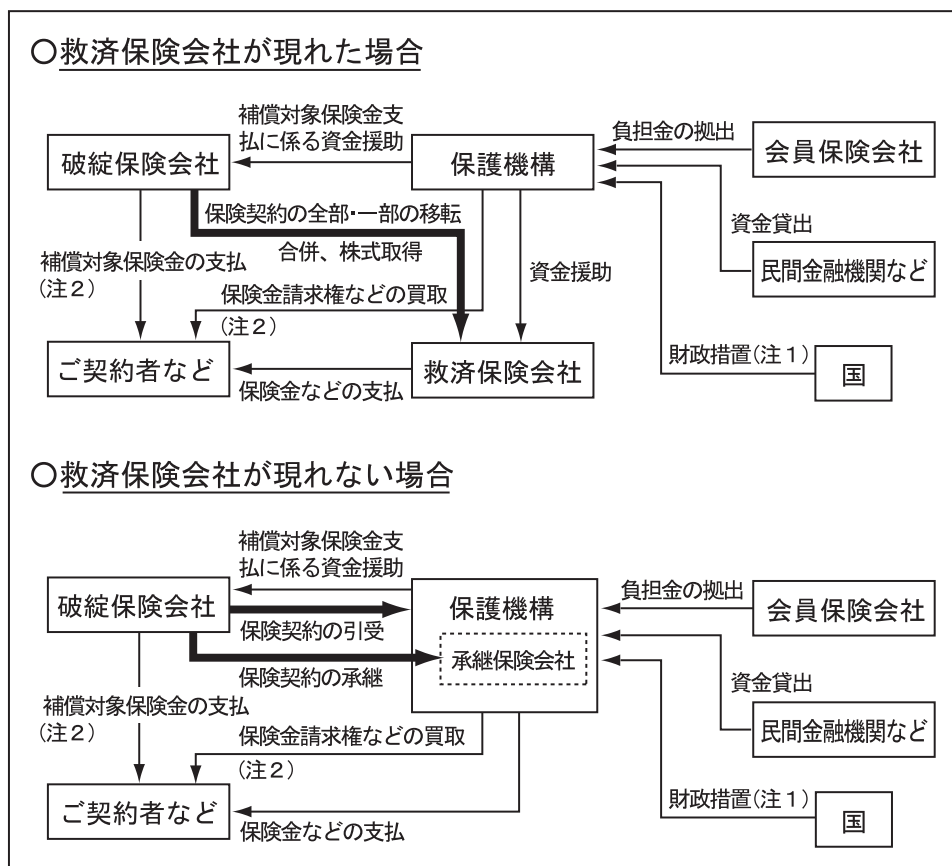 ○救済保険会社が現れた場合
補償対象保険金支
払に係る資金援助
負担金の拠出
破綻保険会社
保護機構
会員保険会社
保険契約の全部・一部の移転
合併、株式取得
資金貸出
補償対象保険金の支払
(注2)
資金援助
民間金融機関など
保険金請求権などの買取
(注2)
財政措置(注1)
ご契約者など
救済保険会社
国
保険金などの支払
○救済保険会社が現れない場合
補償対象保険金支
払に係る資金援助
負担金の拠出
破綻保険会社
保護機構
会員保険会社
保険契約の引受
承継保険会社
保険契約の承継
資金貸出
補償対象保険金の支払
(注2)
保険金請求権などの買取
(注2)
民間金融機関など
財政措置(注1)
ご契約者など
国
保険金などの支払